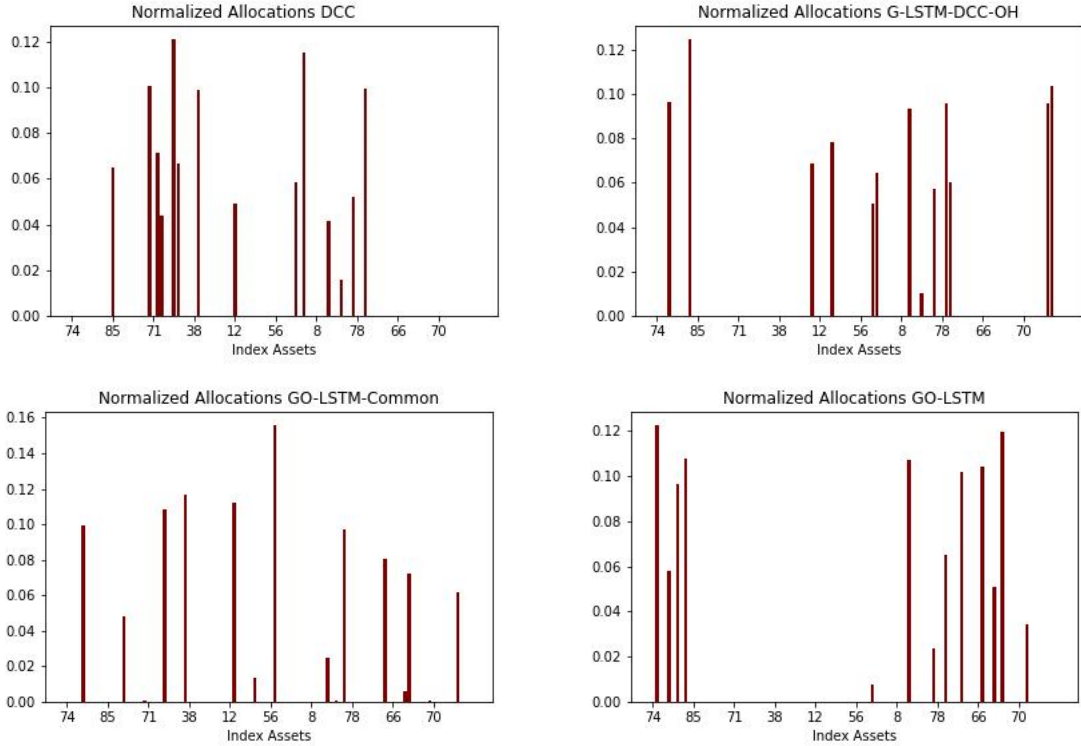 Normalized Allocations DCC
0.12
0.10
0.08
0.06
0.04
0.02
0.00
74 85 71 38 12 56 8 78 66 70
Index Assets
Normalized Allocations G-LSTM-DCC-OH
0.12
0.10
0.08
0.06
0.04
0.02
0.00
74 85 71 38 12 56 8 78 66 70
Index Assets
Normalized Allocations GO-LSTM-Common
0.16
0.14
0.12
0.10
0.08
0.06
0.04
0.02
0.00
74 85 71 38 12 56 8 78 66 70
Index Assets
Normalized Allocations GO-LSTM
0.12
0.10
0.08
0.06
0.04
0.02
0.00
74 85 71 38 12 56 8 78 66 70
Index Assets